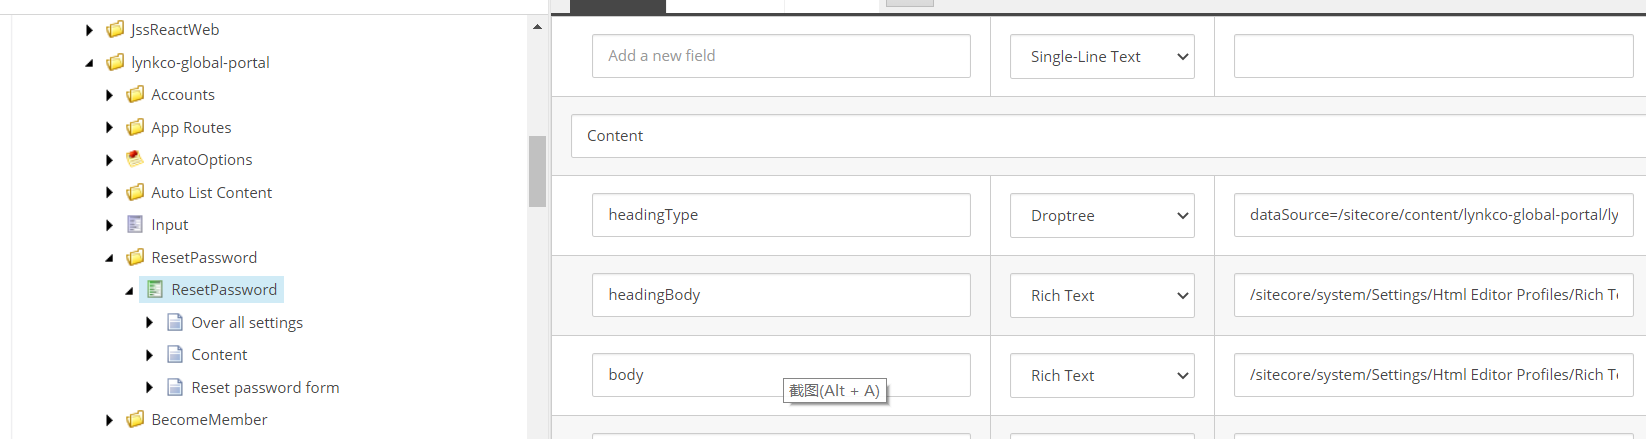 JssReactWeb
lynkco-global-portal
Accounts
App Routes
ArvatoOptions
Auto List Content
Input
ResetPassword
ResetPassword
Over all settings
Content
Reset password form
BecomeMember
Add a new field
Single-Line Text
Content
headingType
Droptree
dataSource=/sitecore/content/lynkco-global-portal/ly
headingBody
Rich Text
/sitecore/system/Settings/Html Editor Profiles/Rich Te
body
Rich Text
/sitecore/system/Settings/Html Editor Profiles/Rich Te
截图(Alt + A)